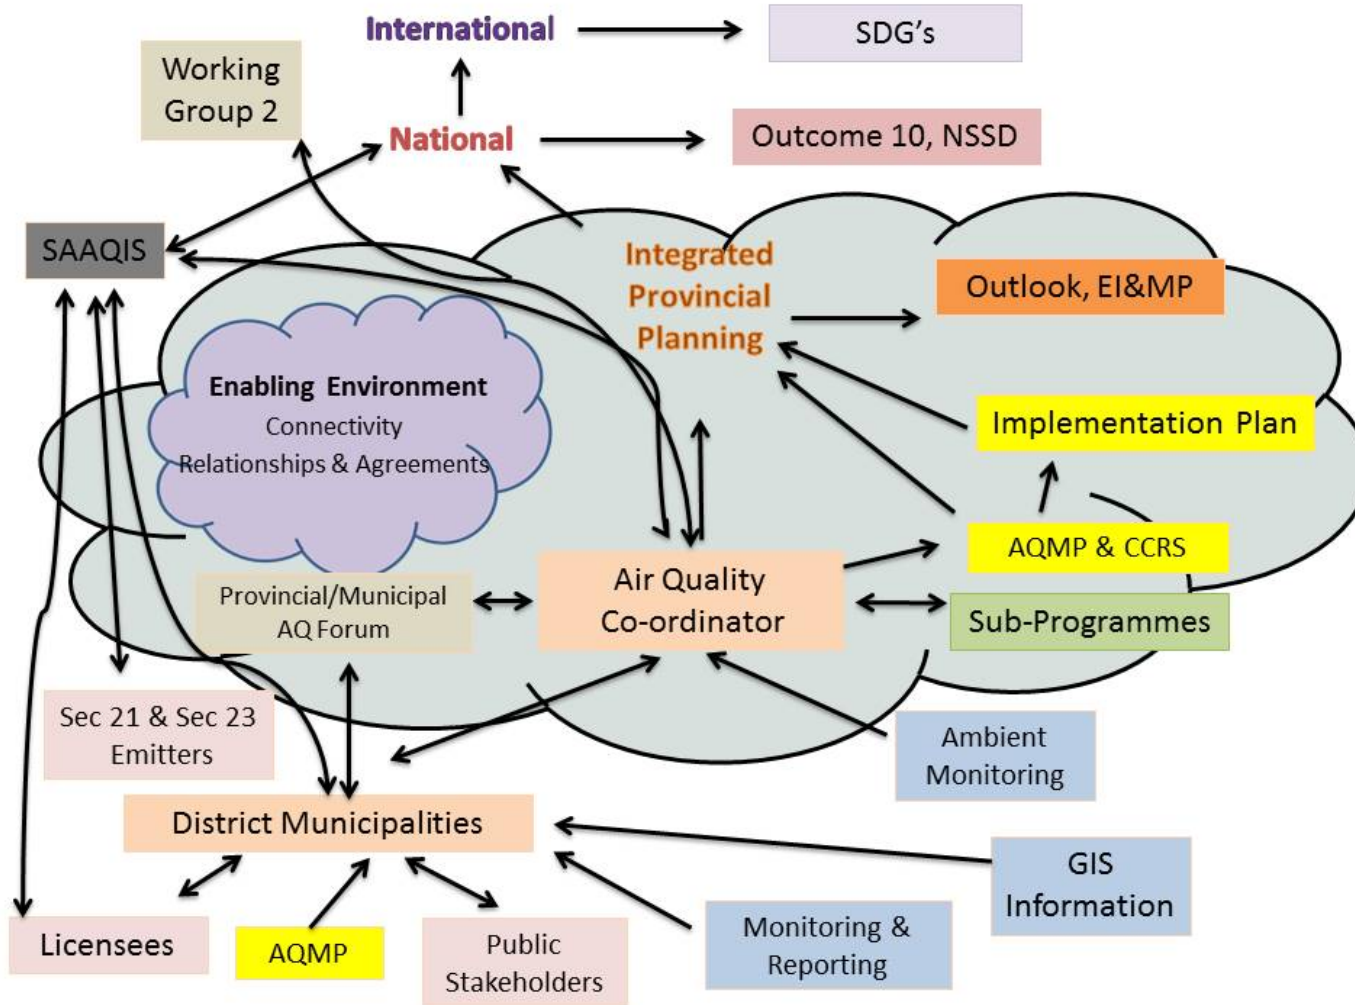 International
SDG's
Working
Group 2
National
Outcome 10, NSSD
SAAQIS
Integrated
Provincial
Planning
Outlook, EI&MP
Enabling Environment
Connectivity
Relationships & Agreements
Implementation Plan
AQMP & CCRS
Air Quality
Co-ordinator
Provincial/Municipal
AQ Forum
Sub-Programmes
Sec 21 & Sec 23
Emitters
Ambient
Monitoring
District Municipalities
GIS
Information
Licensees
AQMP
Public
Stakeholders
Monitoring &
Reporting